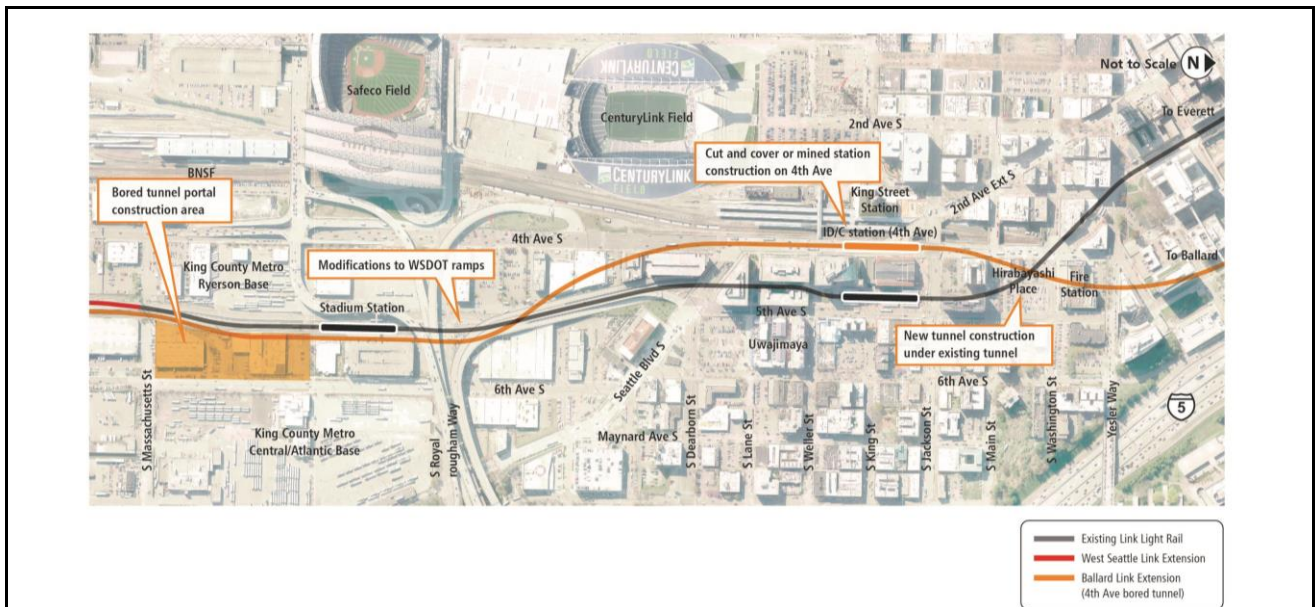 Not to Scale
N
To Everett
Safeco Field
CenturyLink Field
CENTURYLINK
FIELD
2nd Ave S
Cut and cover or mined station
construction on 4th Ave
BNSF
Bored tunnel portal
construction area
CENTURYLINK
FIELD
King Street
Station
2nd Ave Ext S
4th Ave S
ID/C station (4th Ave)
To Ballard
King County Metro
Ryerson Base
Modifications to WSDOT ramps
Hirabayashi
Place
Fire
Station
Stadium Station
5th Ave S
Uwajimaya
New tunnel construction
under existing tunnel
6th Ave S
Seattle Blvd S
6th Ave S
5
King County Metro
Central/Atlantic Base
Maynard Ave S
S Massachusetts St
S Royal
rougham Way
S Dearborn St
S Lane St
S Weller St
S King St
S Jackson St
S Main St
S Washington St
Yesler Way
Existing Link Light Rail
West Seattle Link Extension
Ballard Link Extension
(4th Ave bored tunnel)